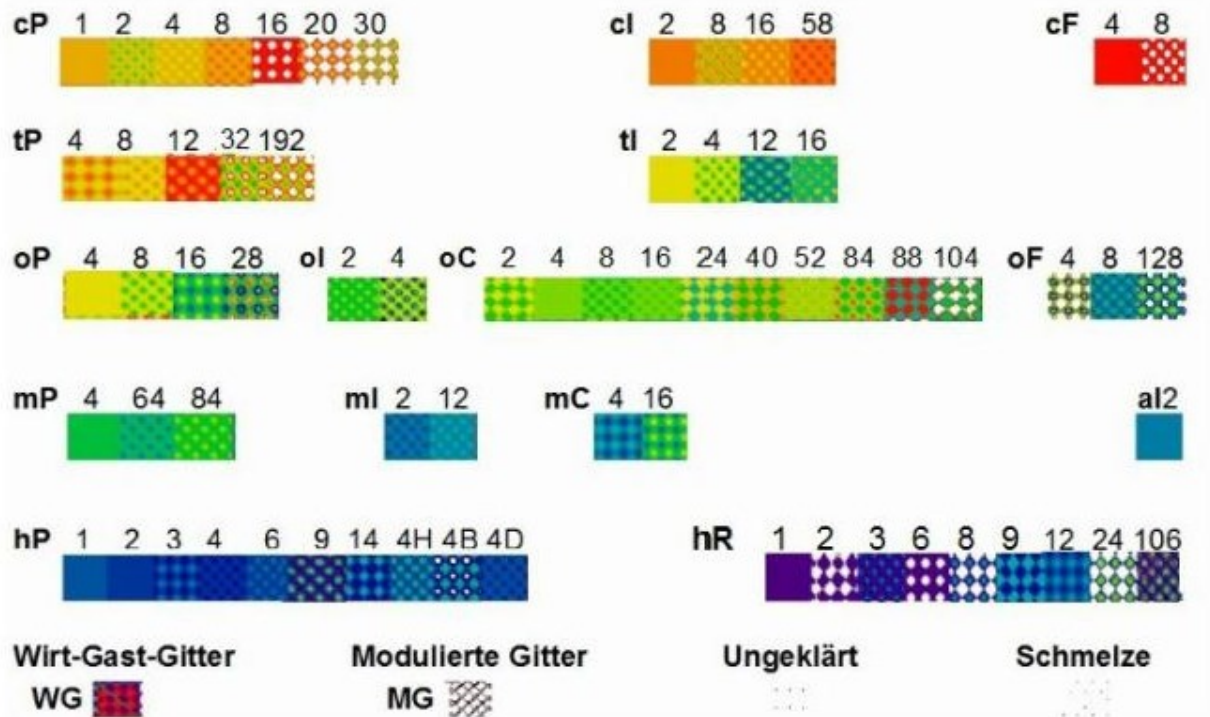 cP 1 2 4 8 16 20 30 cI 2 8 16 58 cF 4 8
tP 4 8 12 32 192 tI 2 4 12 16
oP 4 8 16 28 oI 2 4 oC 2 4 8 16 24 40 52 84 88 104 oF 4 8 128
mP 4 64 84 mI 2 12 mC 4 16 aI2
hP 1 2 3 4 6 9 14 4H 4B 4D hR 1 2 3 6 8 9 12 24 106
Wirt-Gast-Gitter Modulierte Gitter Ungeklärt Schmelze
WG MG